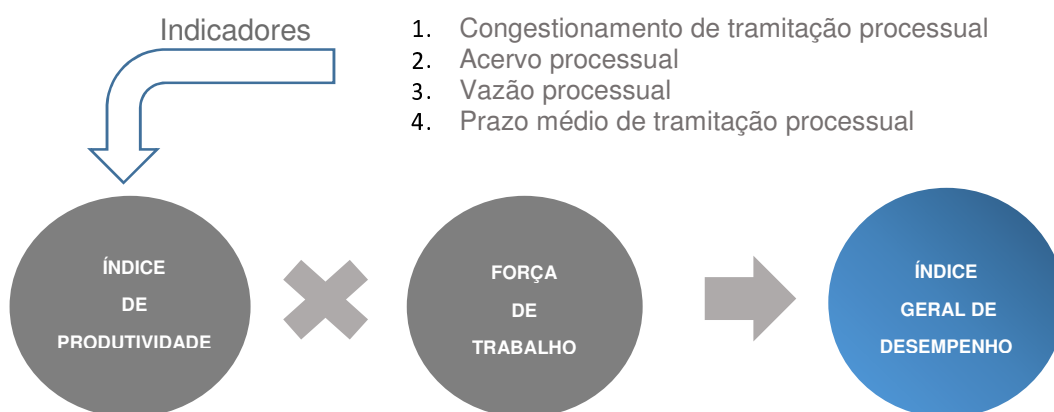 Indicadores
1. Congestionamento de tramitação processual
2. Acervo processual
3. Vazão processual
4. Prazo médio de tramitação processual
ÍNDICE
DE
PRODUTIVIDADE
FORÇA
DE
TRABALHO
ÍNDICE
GERAL DE
DESEMPENHO